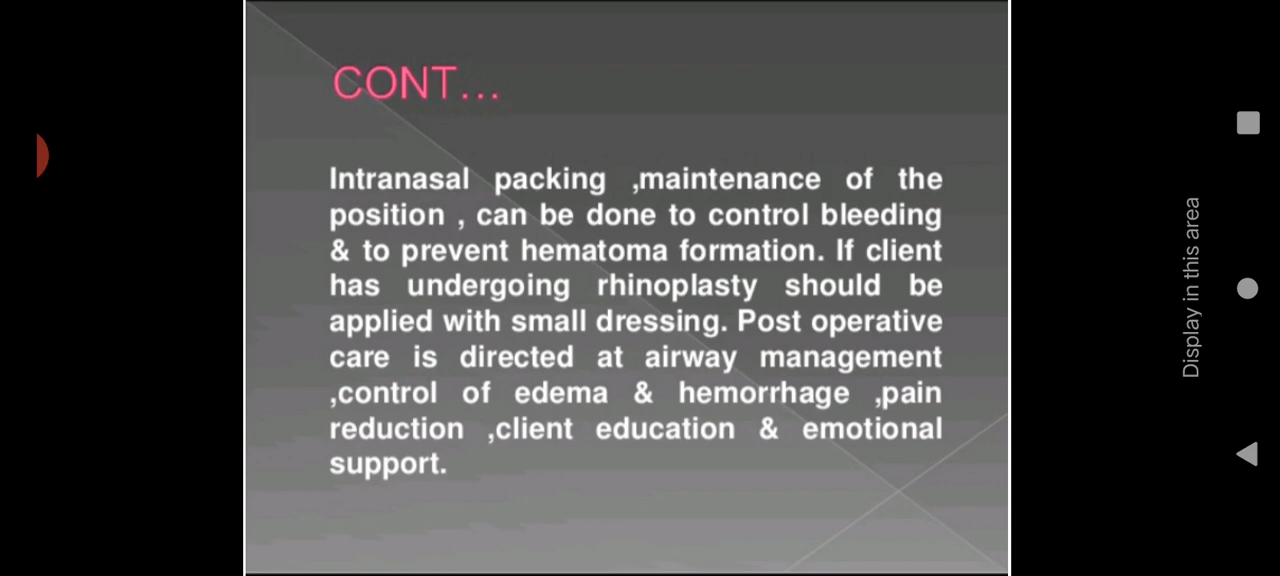 CONT...
Intranasal packing ,maintenance of the
position , can be done to control bleeding
& to prevent hematoma formation. If client
has undergoing rhinoplasty should be
applied with small dressing. Post operative
care is directed at airway management
,control of edema & hemorrhage ,pain
reduction ,client education & emotional
support.
Display in this area